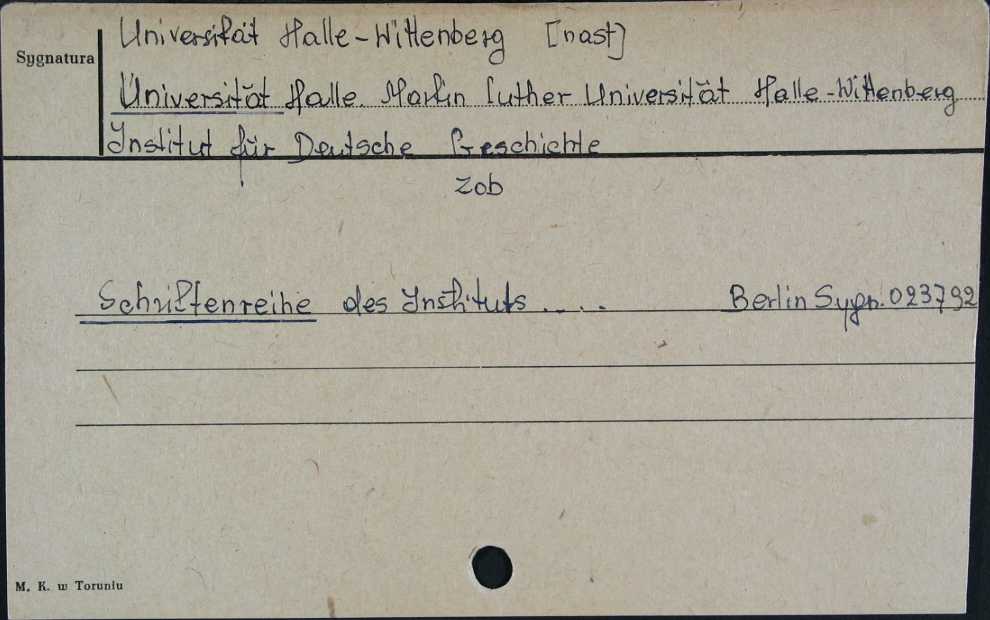 Universität Halle-Wittenberg [nast]
Sygnatura
Universität Halle. Martin Luther Universität Halle-Wittenberg
Institut für Deutsche Geschichte
zob
Schriftenreihe des Instituts ..... Berlin Sygn. 023792
M. K. w Toruniu